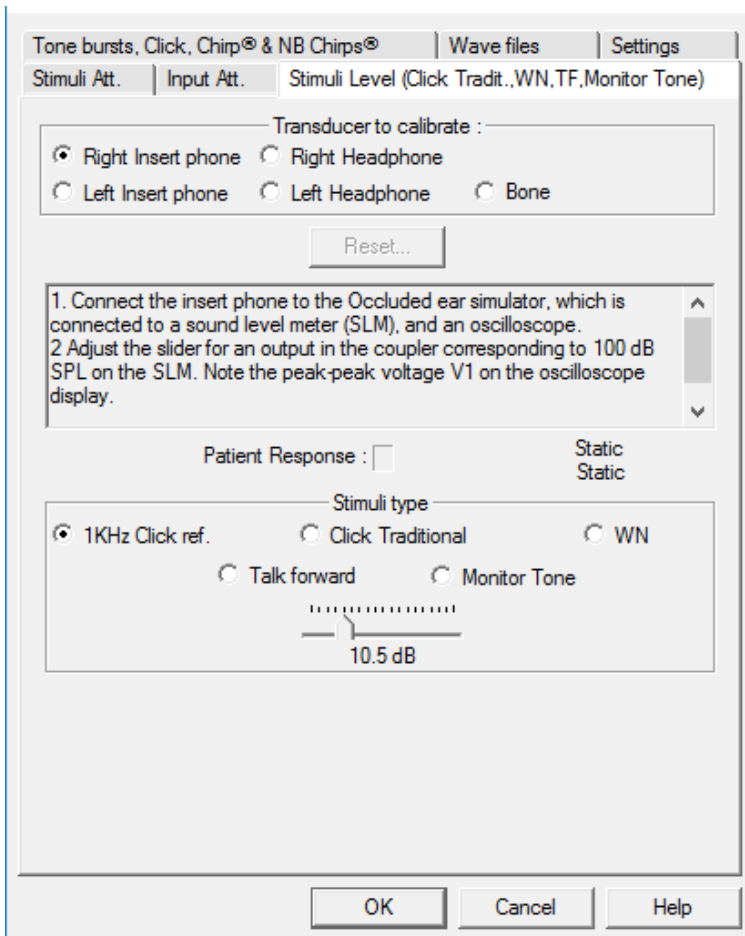 Tone bursts, Click, Chirp® & NB Chirps® Wave files Settings
Stimuli Att. Input Att. Stimuli Level (Click Tradit.,WN,TF,Monitor Tone)
Transducer to calibrate :
Right Insert phone Right Headphone
Left Insert phone Left Headphone Bone
Reset...
1. Connect the insert phone to the Occluded ear simulator, which is
connected to a sound level meter (SLM), and an oscilloscope.
2 Adjust the slider for an output in the coupler corresponding to 100 dB
SPL on the SLM. Note the peak-peak voltage V1 on the oscilloscope
display.
Patient Response : Static
Static
Stimuli type
1KHz Click ref. Click Traditional WN
Talk forward Monitor Tone
10.5 dB
OK Cancel Help